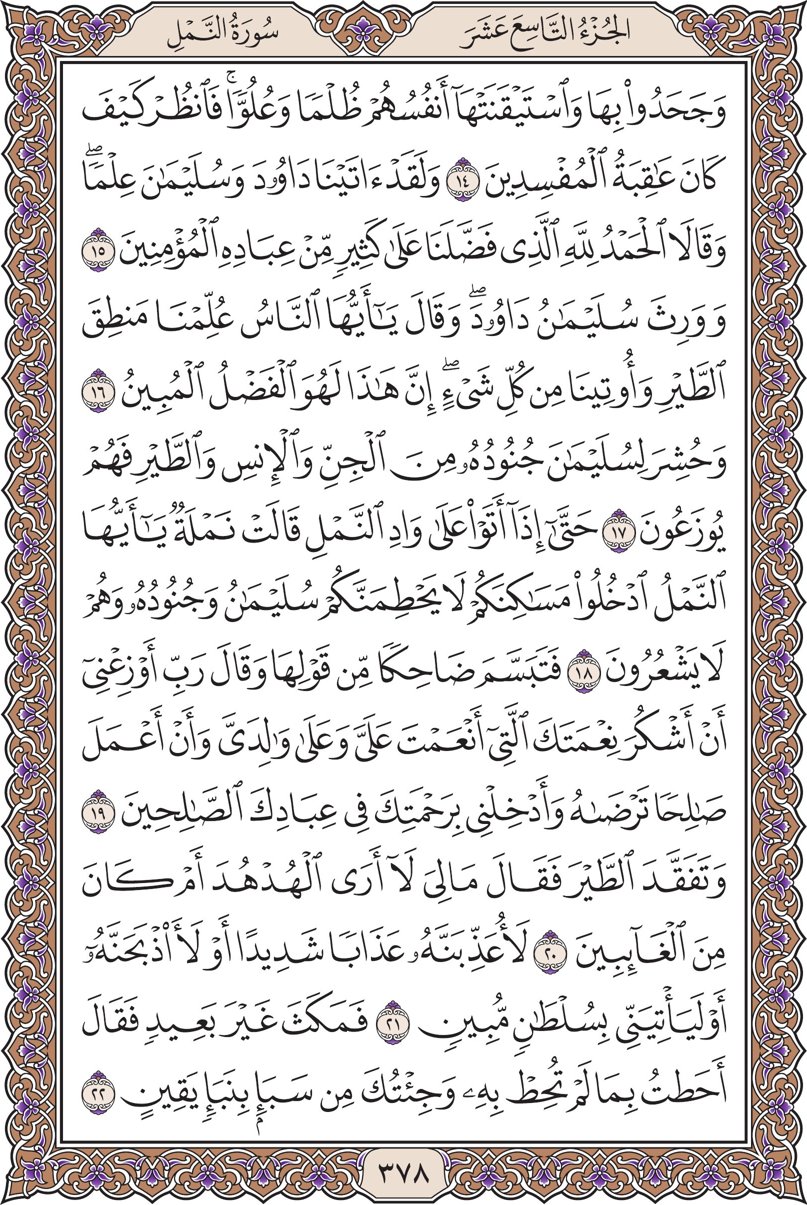 الجُزْءُ التَّاسِعَ عَشَرَ
سُورَةُ النَّمْلِ
وَجَحَدُوا۟ بِهَا وَٱسْتَيْقَنَتْهَآ أَنفُسُهُمْ ظُلْمًا وَعُلُوًّا ۚ فَٱنظُرْ كَيْفَ
كَانَ عَـٰقِبَةُ ٱلْمُفْسِدِينَ ١٤ وَلَقَدْ ءَاتَيْنَا دَاوُۥدَ وَسُلَيْمَـٰنَ عِلْمًا ۖ
وَقَالَا ٱلْحَمْدُ لِلَّهِ ٱلَّذِى فَضَّلَنَا عَلَىٰ كَثِيرٍ مِّنْ عِبَادِهِ ٱلْمُؤْمِنِينَ ١٥
وَوَرِثَ سُلَيْمَـٰنُ دَاوُۥدَ ۖ وَقَالَ يَـٰٓأَيُّهَا ٱلنَّاسُ عُلِّمْنَا مَنطِقَ
ٱلطَّيْرِ وَأُوتِينَا مِن كُلِّ شَىْءٍ ۖ إِنَّ هَـٰذَا لَهُوَ ٱلْفَضْلُ ٱلْمُبِينُ ١٦
وَحُشِرَ لِسُلَيْمَـٰنَ جُنُودُهُۥ مِنَ ٱلْجِنِّ وَٱلْإِنسِ وَٱلطَّيْرِ فَهُمْ
يُوزَعُونَ ١٧ حَتَّىٰٓ إِذَآ أَتَوْا۟ عَلَىٰ وَادِ ٱلنَّمْلِ قَالَتْ نَمْلَةٌ يَـٰٓأَيُّهَا
ٱلنَّمْلُ ٱدْخُلُوا۟ مَسَـٰكِنَكُمْ لَا يَحْطِمَنَّكُمْ سُلَيْمَـٰنُ وَجُنُودُهُۥ وَهُمْ
لَا يَشْعُرُونَ ١٨ فَتَبَسَّمَ ضَاحِكًا مِّن قَوْلِهَا وَقَالَ رَبِّ أَوْزِعْنِىٓ
أَنْ أَشْكُرَ نِعْمَتَكَ ٱلَّتِىٓ أَنْعَمْتَ عَلَىَّ وَعَلَىٰ وَٰلِدَىَّ وَأَنْ أَعْمَلَ
صَـٰلِحًا تَرْضَىٰهُ وَأَدْخِلْنِى بِرَحْمَتِكَ فِى عِبَادِكَ ٱلصَّـٰلِحِينَ ١٩
وَتَفَقَّدَ ٱلطَّيْرَ فَقَالَ مَالِىَ لَآ أَرَى ٱلْهُدْهُدَ أَمْ كَانَ
مِنَ ٱلْغَآئِبِينَ ٢٠ لَأُعَذِّبَنَّهُۥ عَذَابًا شَدِيدًا أَوْ لَأَا۟ذْبَحَنَّهُۥٓ
أَوْ لَيَأْتِيَنِّى بِسُلْطَـٰنٍ مُّبِينٍ ٢١ فَمَكَثَ غَيْرَ بَعِيدٍ فَقَالَ
أَحَطتُ بِمَا لَمْ تُحِطْ بِهِۦ وَجِئْتُكَ مِن سَبَإٍۭ بِنَبَإٍ يَقِينٍ ٢٢
٣٧٨